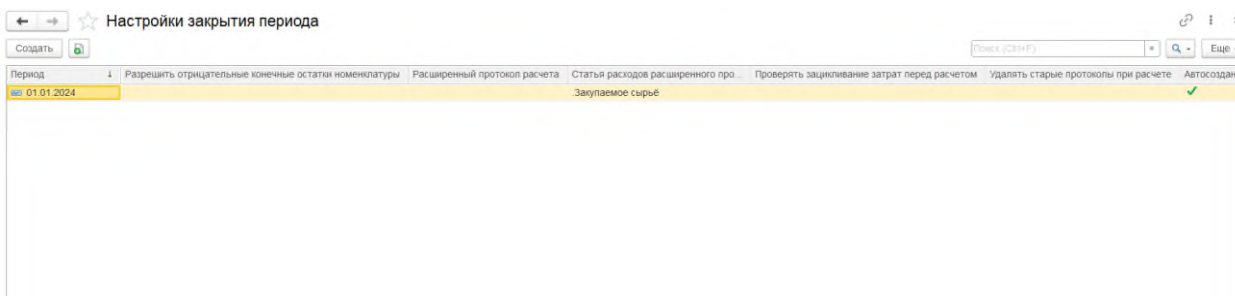 Настройки закрытия периода
Создать
Поиск (Ctrl+F)
Еще
Период Разрешить отрицательные конечные остатки номенклатуры Расширенный протокол расчета Статья расходов расширенного про... Проверять зацикливание затрат перед расчетом Удалять старые протоколы при расчете Автосоздан
01.01.2024 .Закупаемое сырьё